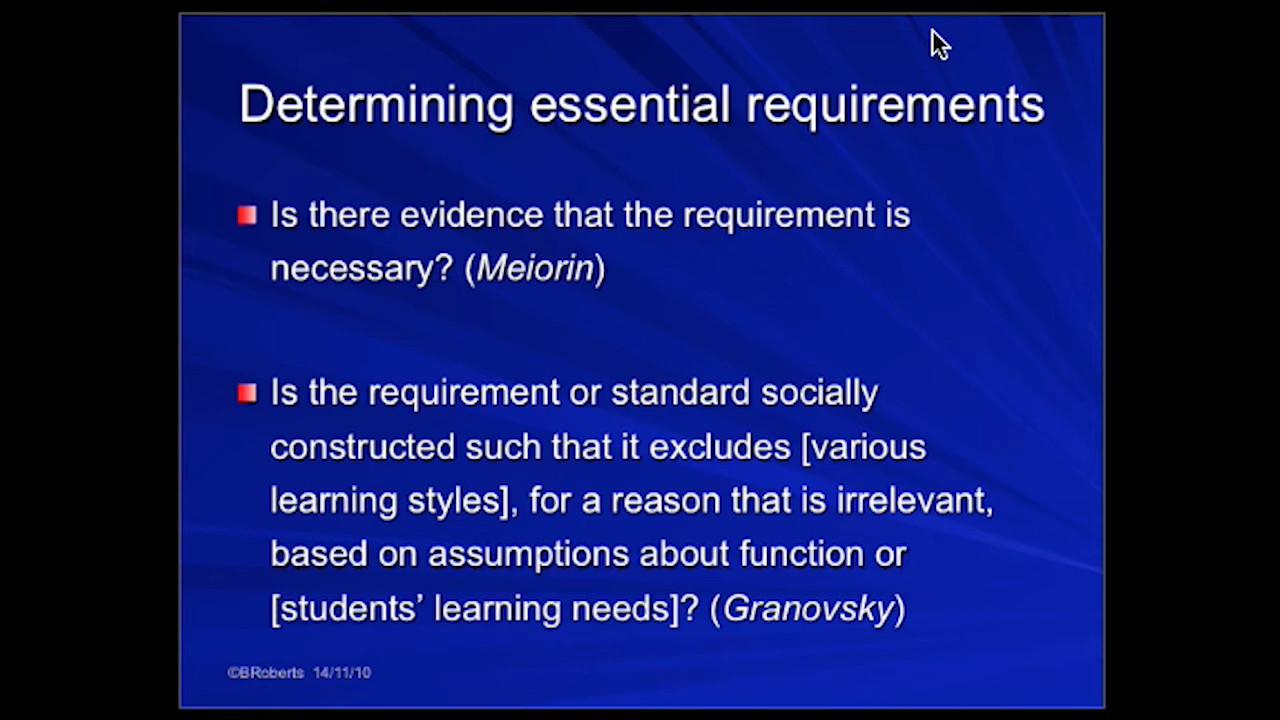 Determining essential requirements
Is there evidence that the requirement is
necessary? (Meiorin)
Is the requirement or standard socially
constructed such that it excludes [various
learning styles], for a reason that is irrelevant,
based on assumptions about function or
[students’ learning needs]? (Granovsky)
©BRoberts 14/11/10